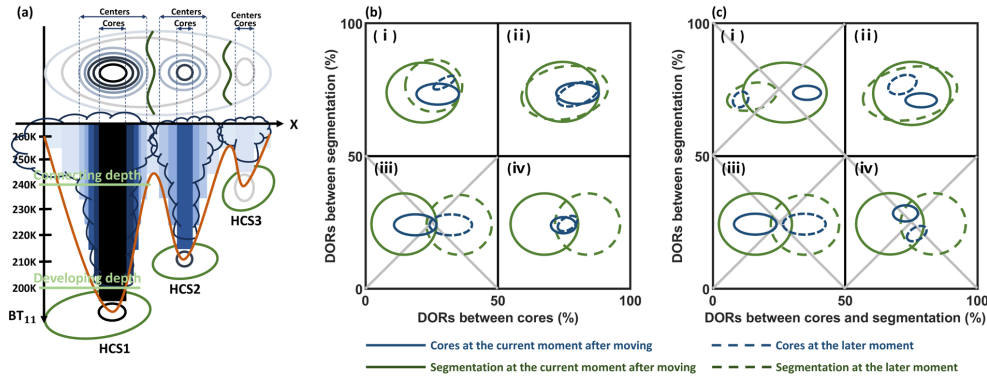 (a)
Centers
Cores
Centers
Cores
Centers
Cores
X
260K
250K
Connecting depth
240K
230K
220K
210K
Developing depth
200K
BT11
HCS1
HCS2
HCS3
(b)
100
50
0
DORs between segmentation (%)
(i)
(ii)
(iii)
(iv)
0
50
100
DORs between cores (%)
(c)
100
50
0
DORs between segmentation (%)
(i)
(ii)
(iii)
(iv)
0
50
100
DORs between cores and segmentation (%)
Cores at the current moment after moving
Cores at the later moment
Segmentation at the current moment after moving
Segmentation at the later moment